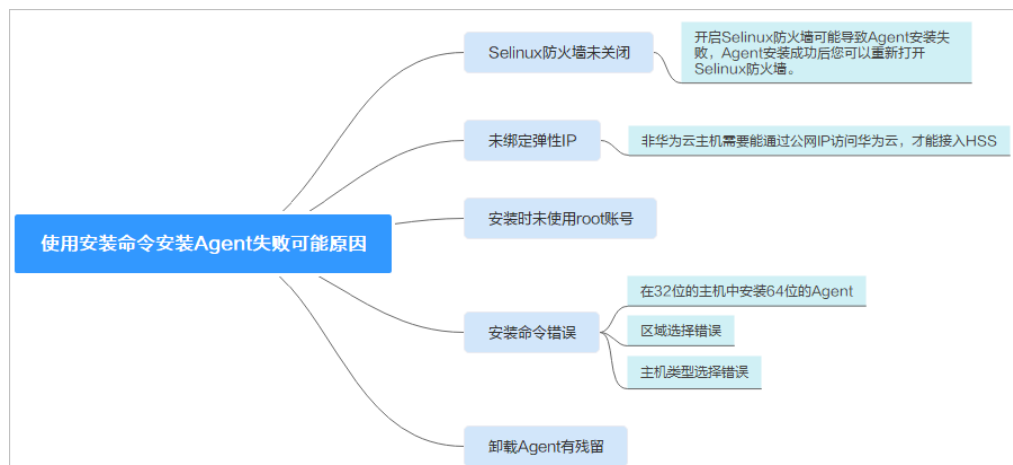 使用安装命令安装Agent失败可能原因
Selinux防火墙未关闭
开启Selinux防火墙可能导致Agent安装失
败，Agent安装成功后您可以重新打开
Selinux防火墙。
未绑定弹性IP
非华为云主机需要能通过公网IP访问华为云，才能接入HSS
安装时未使用root账号
安装命令错误
在32位的主机中安装64位的Agent
区域选择错误
主机类型选择错误
卸载Agent有残留